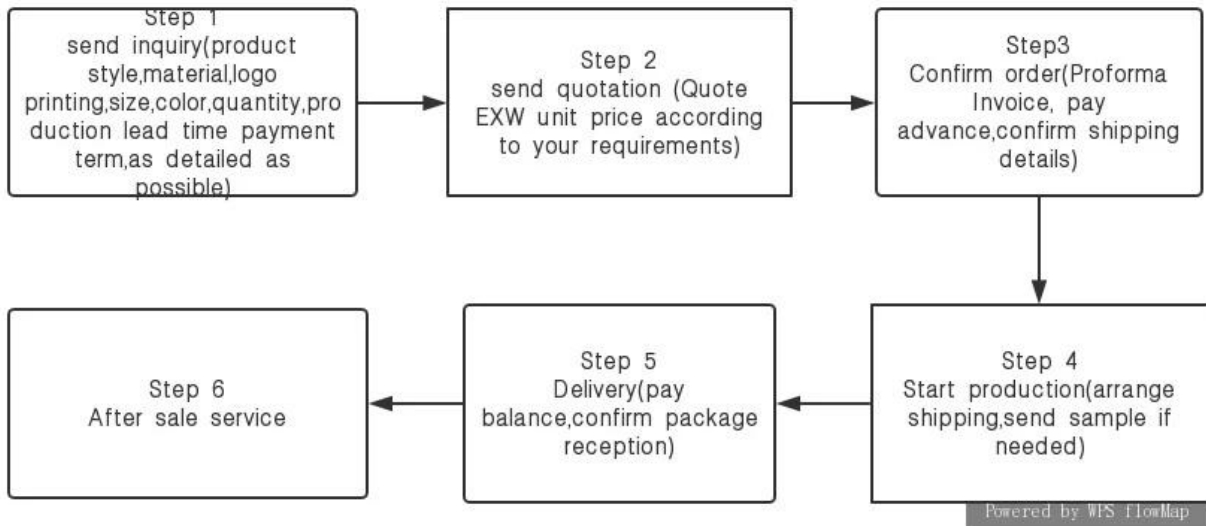 Step 1
send inquiry(product
style,material,logo
printing,size,color,quantity,pro
duction lead time payment
term,as detailed as
possible)
Step 2
send quotation (Quote
EXW unit price according
to your requirements)
Step3
Confirm order(Proforma
Invoice, pay
advance,confirm shipping
details)
Step 4
Start production(arrange
shipping,send sample if
needed)
Step 5
Delivery(pay
balance,confirm package
reception)
Step 6
After sale service
Powered by WPS flowMap